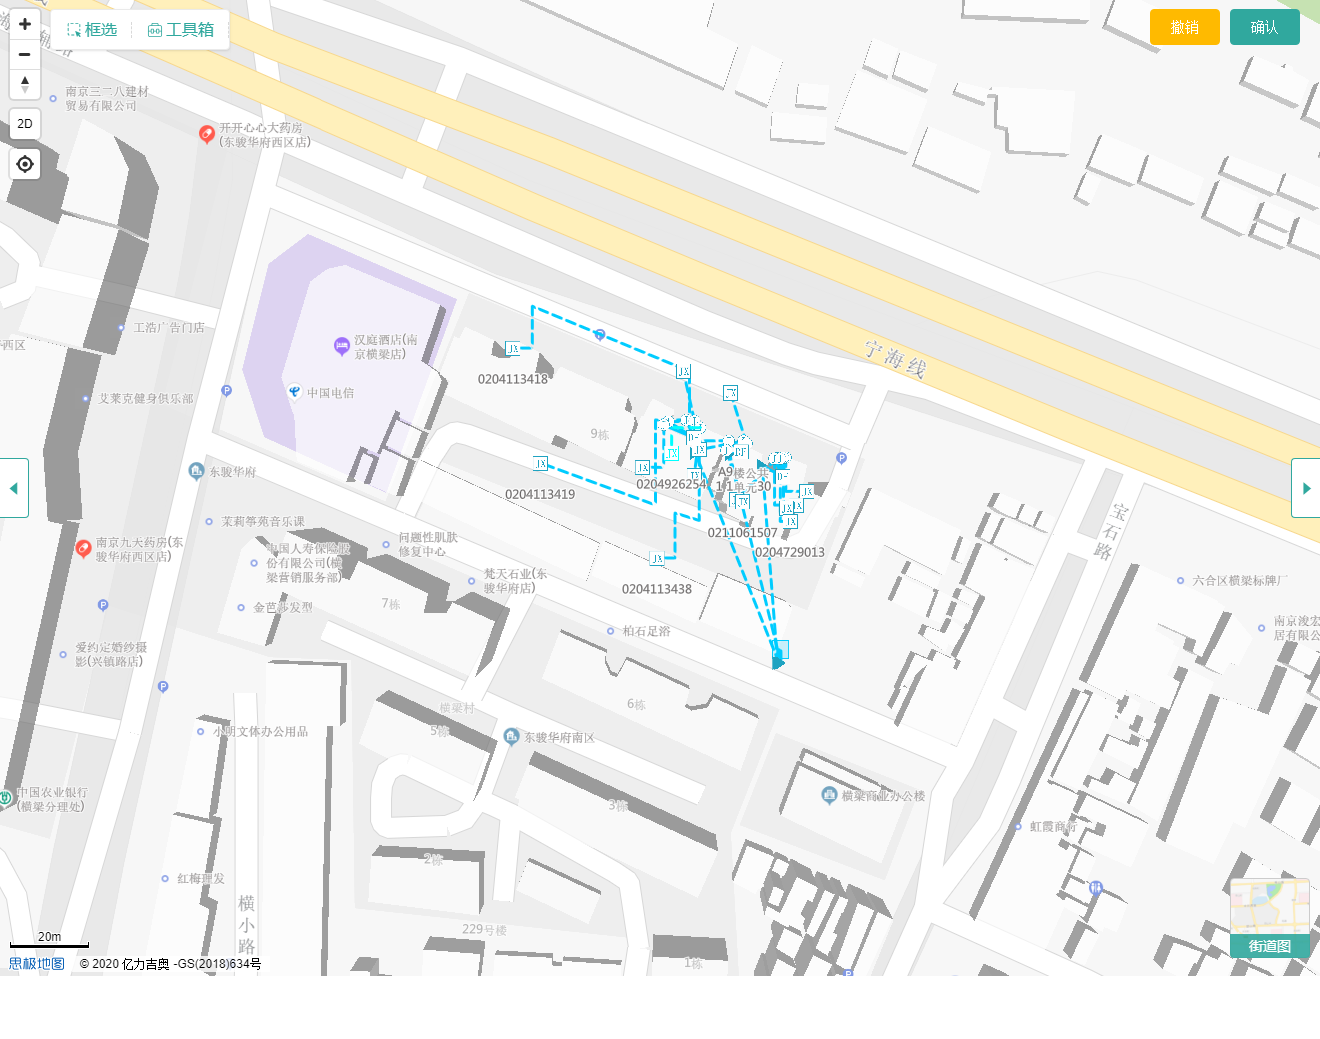 框选
工具箱
撤销
确认
2D
南京三二八建材
贸易有限公司
开开心心大药房
(东骏华府西区店)
工浩广告门店
西区
汉庭酒店(南
京横梁店)
中国电信
艾莱克健身俱乐部
宁海线
0204113418
9栋
东骏华府
0204113419
0204926254
A9楼公共
0211061507
0204729013
0204113438
茉莉筝苑音乐课
问题性肌肤
修复中心
南京九天药房(东
骏华府西区店)
中国人寿保险股
份有限公司(横
梁营销服务部)
梵天石业(东
骏华府店)
宝石路
六合区横梁标牌厂
金芭莎发型
7栋
柏石足浴
南京浚宏
居有限公
爱约定婚纱摄
影(兴镇路店)
6栋
横梁村
5栋
小明文体办公用品
东骏华府南区
中国农业银行
(横梁分理处)
3栋
横梁商业办公楼
虹霞商行
2栋
红梅理发
横小路
229号楼
1栋
街道图
20m
思极地图
© 2020 亿力吉奥 -GS(2018)634号